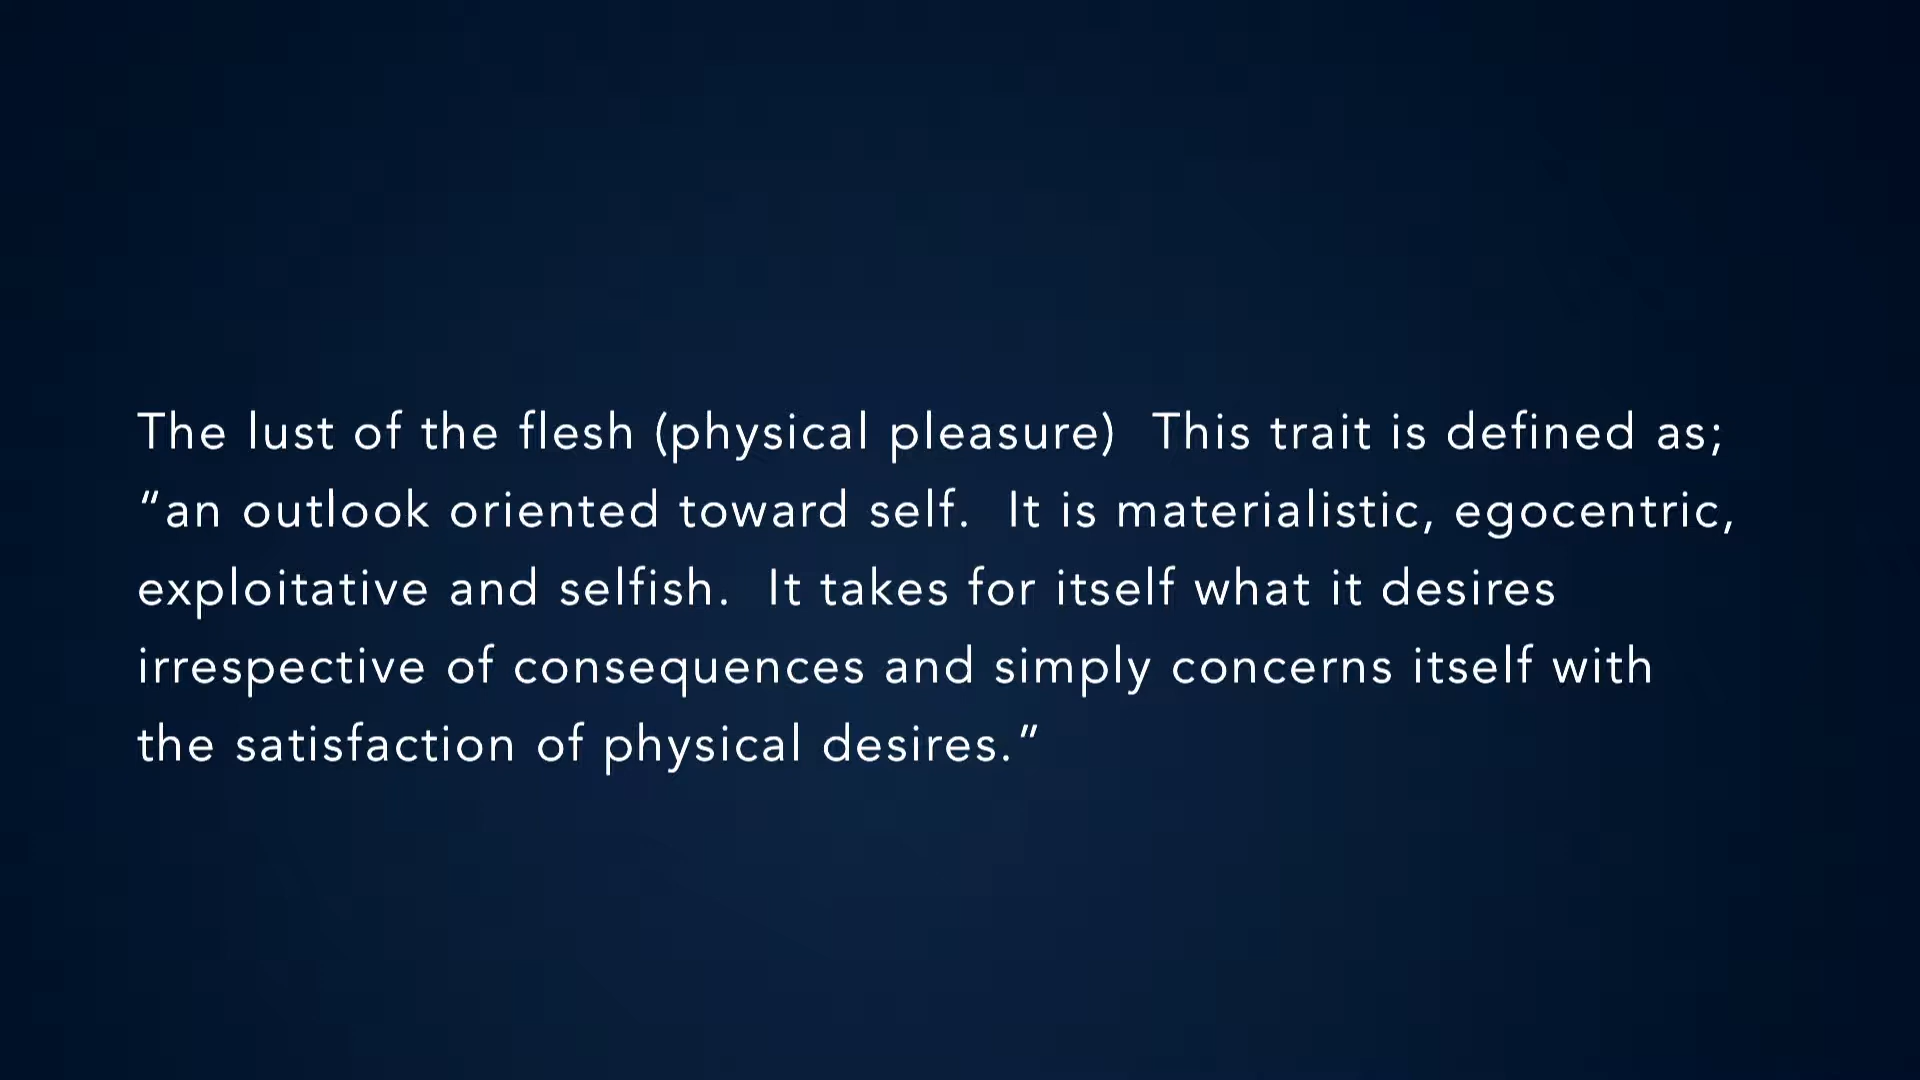 The lust of the flesh (physical pleasure)  This trait is defined as;
“an outlook oriented toward self.  It is materialistic, egocentric,
exploitative and selfish.  It takes for itself what it desires
irrespective of consequences and simply concerns itself with
the satisfaction of physical desires.”